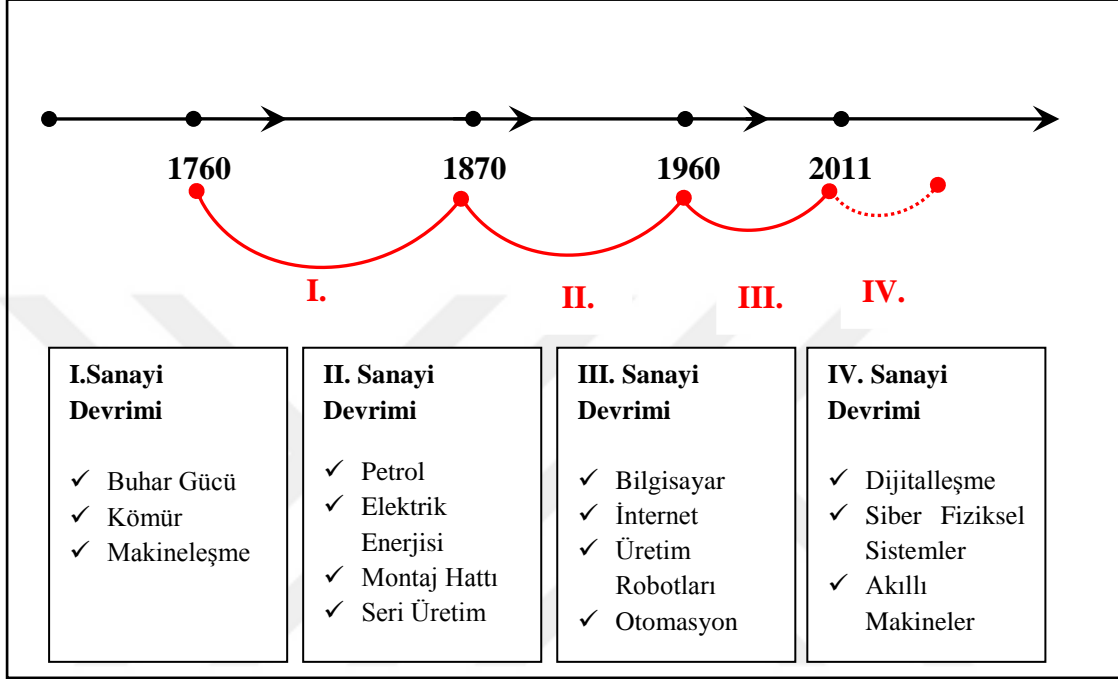 1760 1870 1960 2011
I. II. III. IV.
I.Sanayi
Devrimi
✓ Buhar Gücü
✓ Kömür
✓ Makineleşme
II. Sanayi
Devrimi
✓ Petrol
✓ Elektrik
Enerjisi
✓ Montaj Hattı
✓ Seri Üretim
III. Sanayi
Devrimi
✓ Bilgisayar
✓ İnternet
✓ Üretim
Robotları
✓ Otomasyon
IV. Sanayi
Devrimi
✓ Dijitalleşme
✓ Siber Fiziksel
Sistemler
✓ Akıllı
Makineler